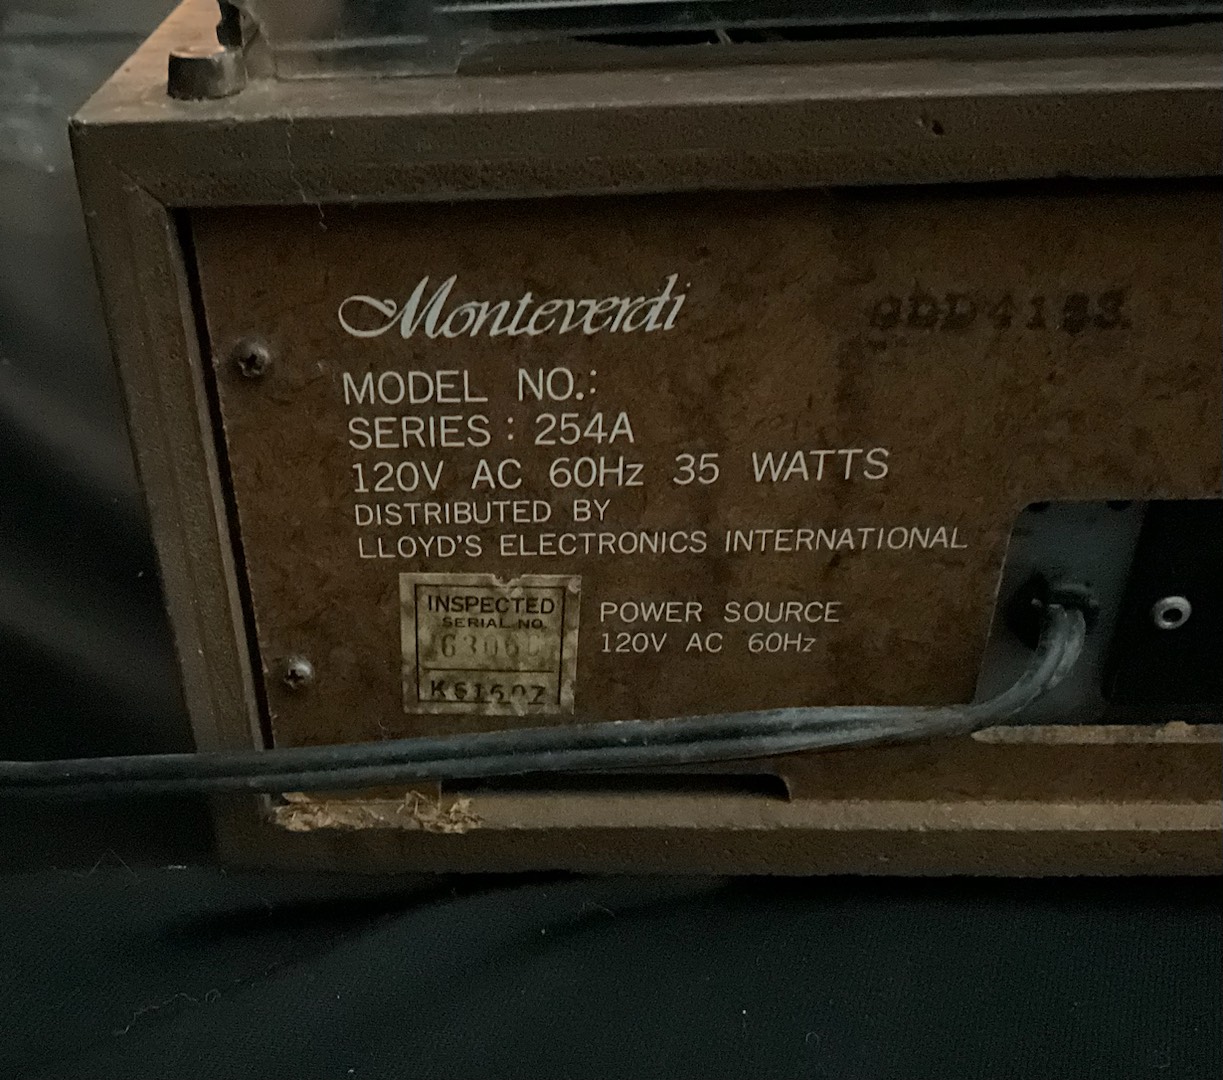 Monteverdi
MODEL NO.:
SERIES : 254A
120V AC 60Hz 35 WATTS
DISTRIBUTED BY
LLOYD'S ELECTRONICS INTERNATIONAL
INSPECTED
SERIAL NO.
POWER SOURCE
120V AC 60Hz